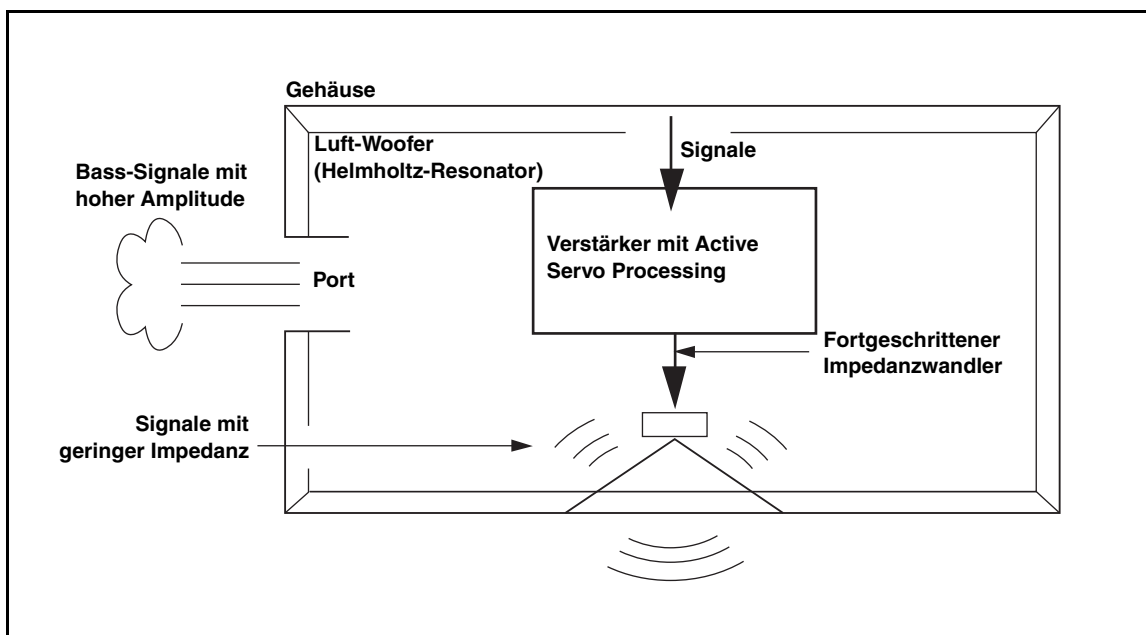 Gehäuse
Luft-Woofer
(Helmholtz-Resonator)
Signale
Bass-Signale mit
hoher Amplitude
Verstärker mit Active
Servo Processing
Port
Fortgeschrittener
Impedanzwandler
Signale mit
geringer Impedanz